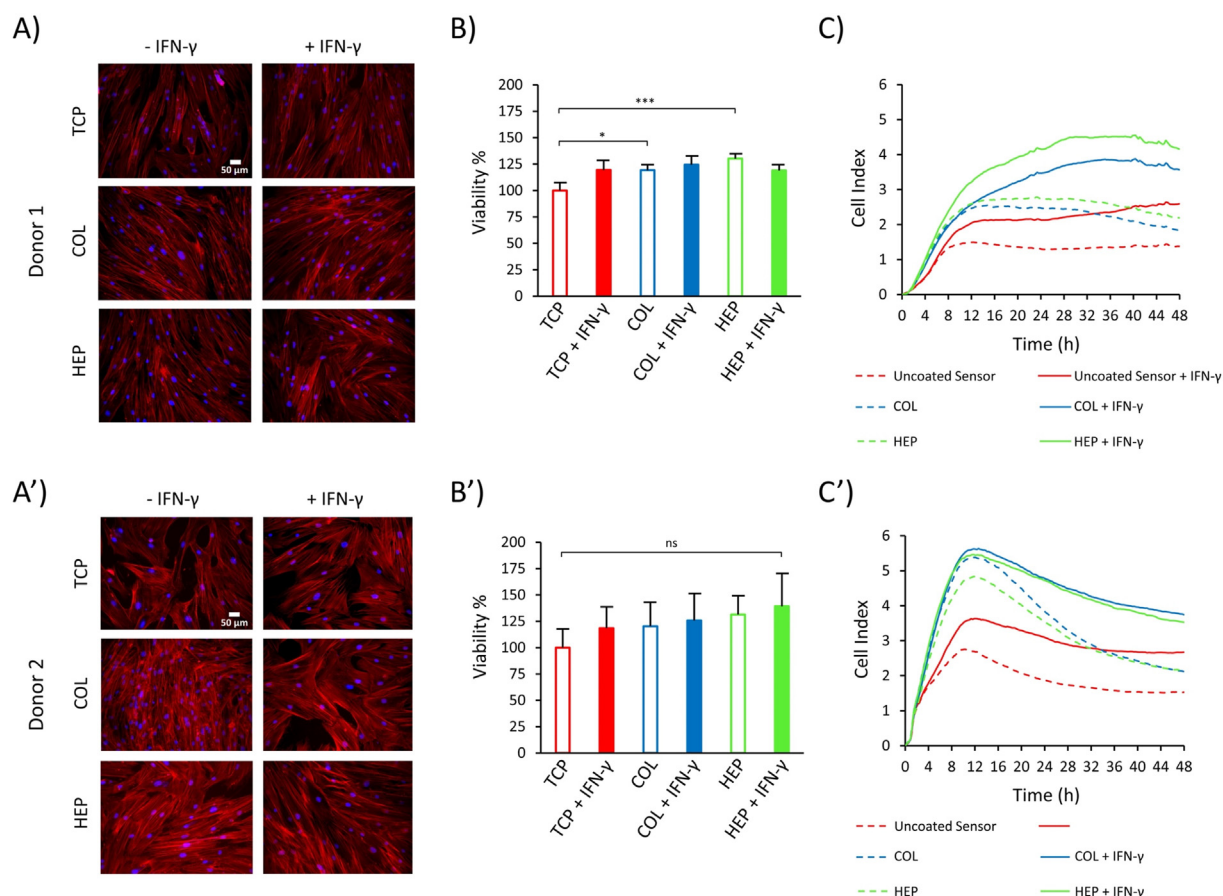 A)
- IFN-γ
+ IFN-γ
TCP
50 μm
COL
HEP
Donor 1
B)
Viability %
200
175
150
125
100
75
50
25
0
***
*
TCP
TCP + IFN-γ
COL
COL + IFN-γ
HEP
HEP + IFN-γ
C)
Cell Index
6
5
4
3
2
1
0
0 4 8 12 16 20 24 28 32 36 40 44 48
Time (h)
Uncoated Sensor
Uncoated Sensor + IFN-γ
COL
COL + IFN-γ
HEP
HEP + IFN-γ
A')
- IFN-γ
+ IFN-γ
TCP
50 μm
COL
HEP
Donor 2
B')
Viability %
200
175
150
125
100
75
50
25
0
ns
TCP
TCP + IFN-γ
COL
COL + IFN-γ
HEP
HEP + IFN-γ
C')
Cell Index
6
5
4
3
2
1
0
0 4 8 12 16 20 24 28 32 36 40 44 48
Time (h)
Uncoated Sensor
COL
COL + IFN-γ
HEP
HEP + IFN-γ